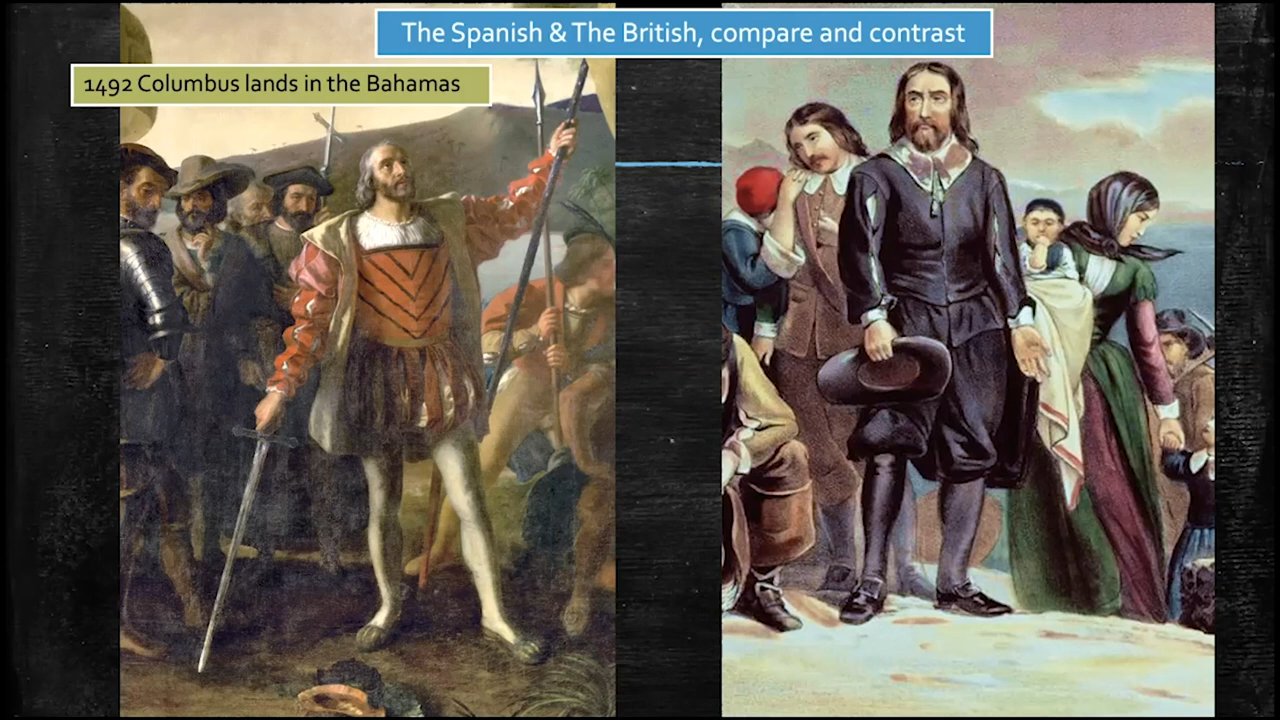 The Spanish & The British, compare and contrast
1492 Columbus lands in the Bahamas